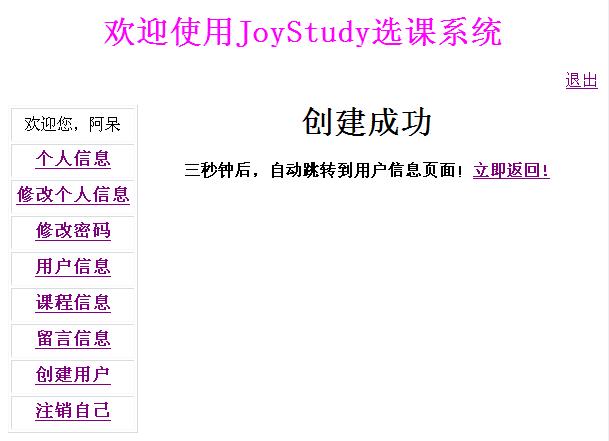 欢迎使用JoyStudy选课系统
退出
欢迎您，阿呆
个人信息
修改个人信息
修改密码
用户信息
课程信息
留言信息
创建用户
注销自己
创建成功
三秒钟后，自动跳转到用户信息页面！立即返回！